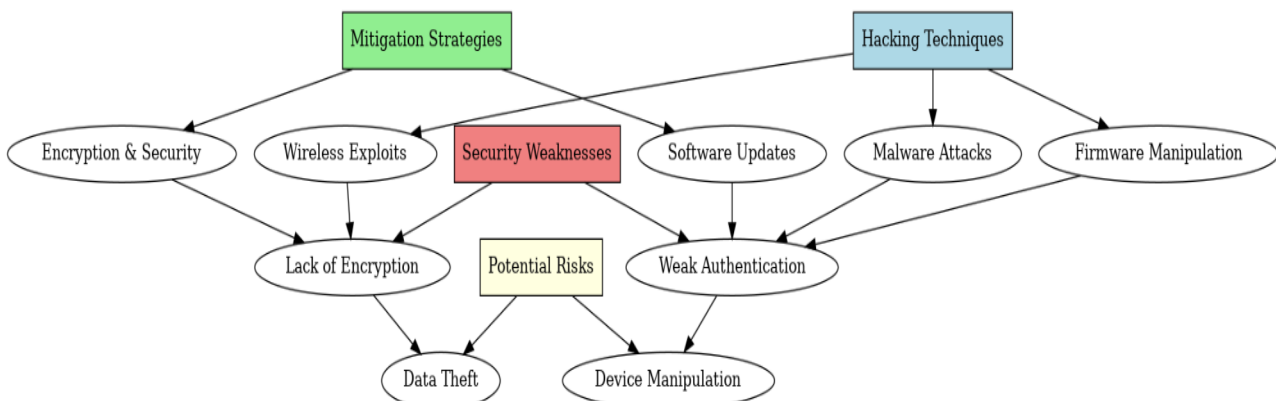 Mitigation Strategies
Hacking Techniques
Encryption & Security
Wireless Exploits
Security Weaknesses
Software Updates
Malware Attacks
Firmware Manipulation
Lack of Encryption
Potential Risks
Weak Authentication
Data Theft
Device Manipulation